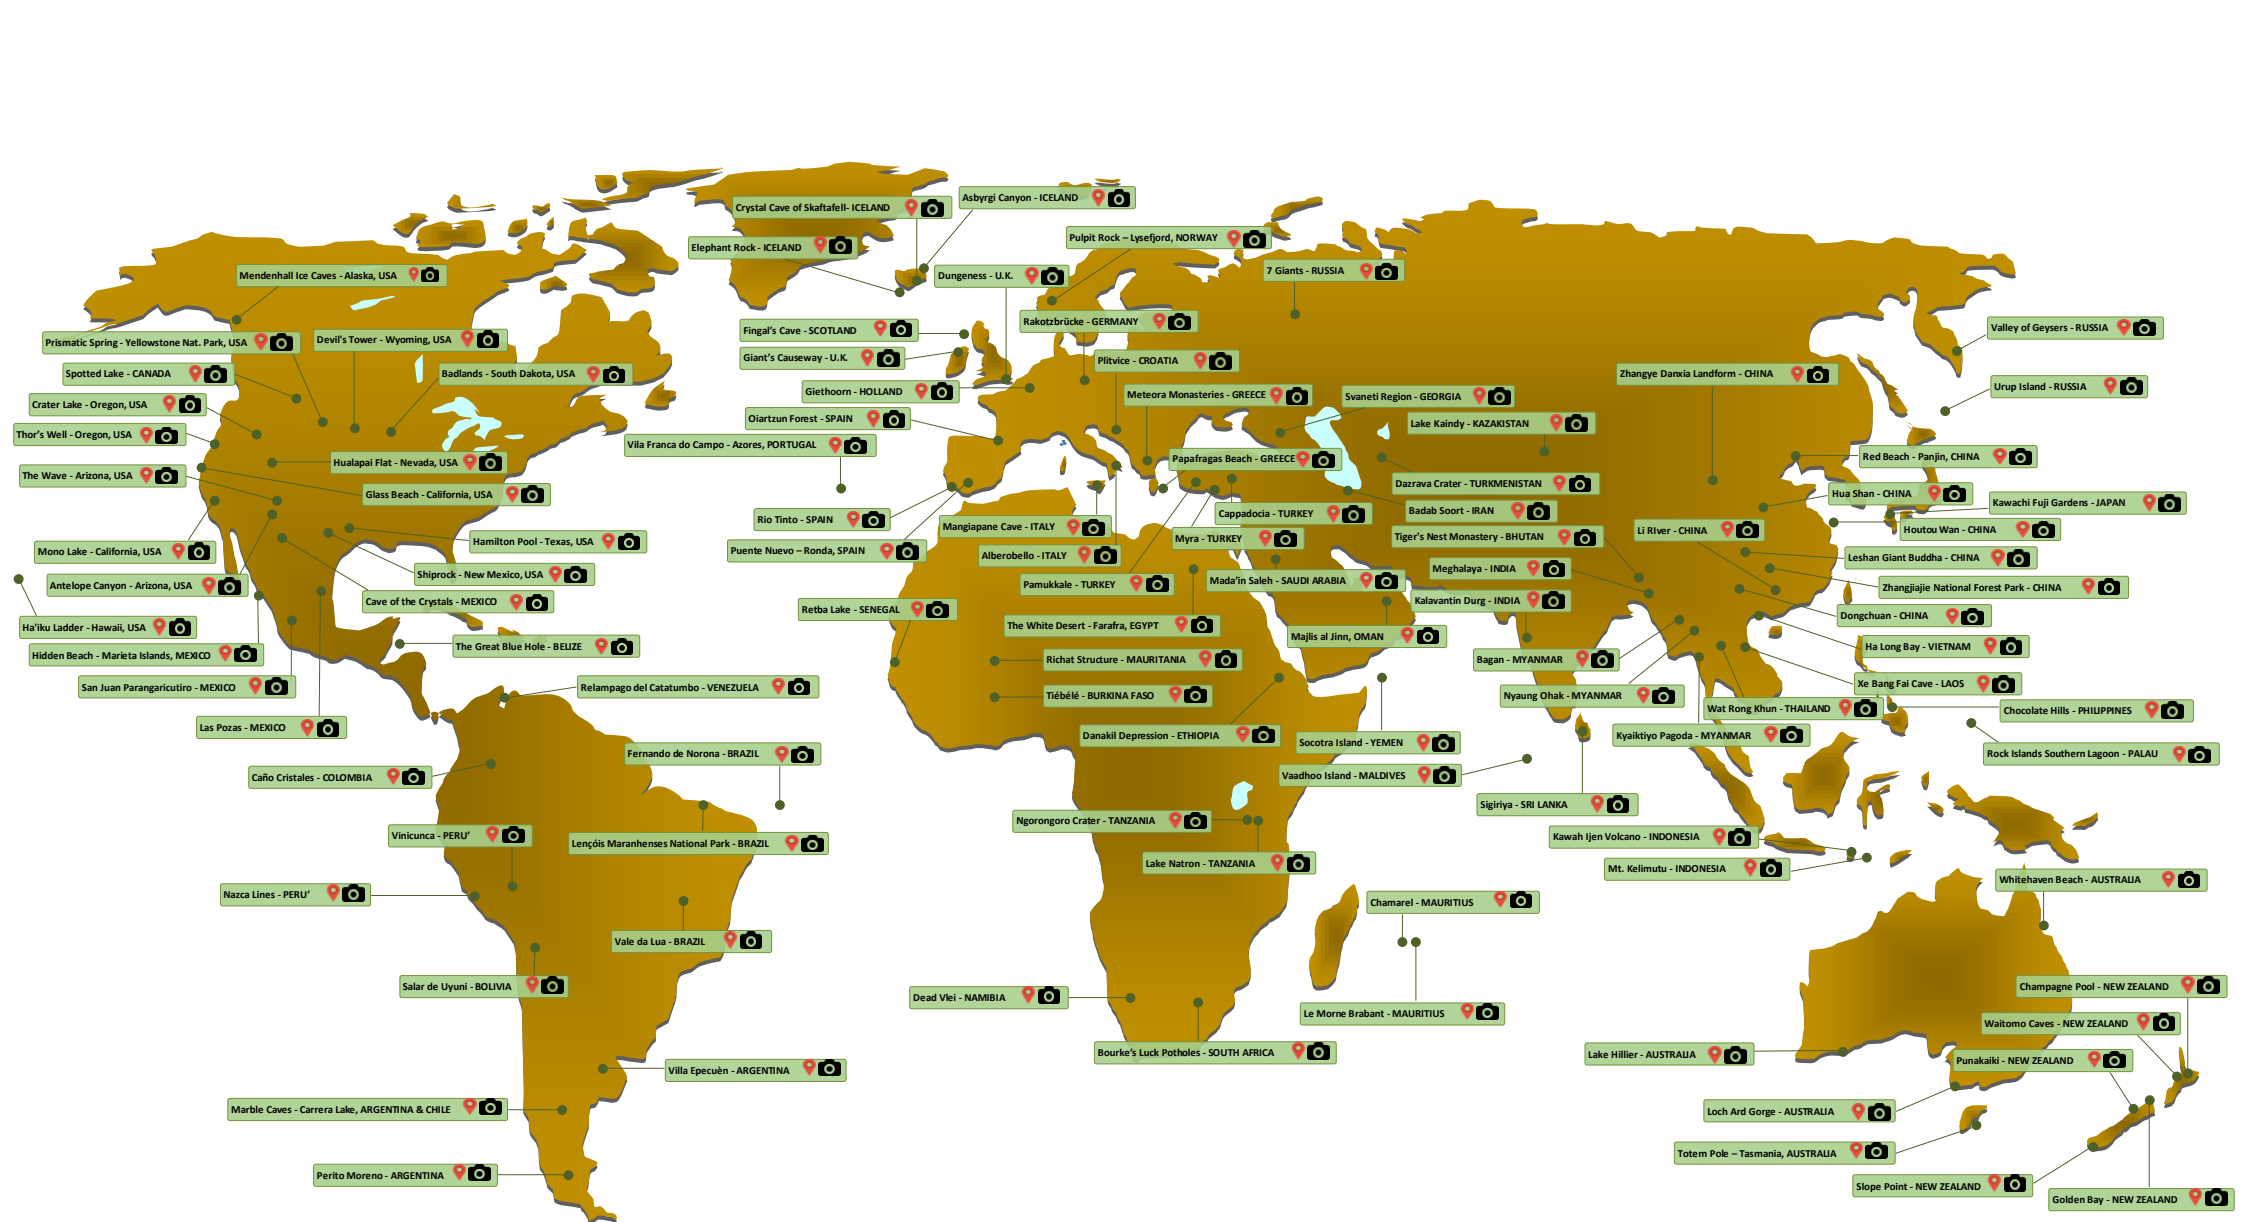 Asbyrgi Canyon - ICELAND
Crystal Cave of Skaftafell- ICELAND
Elephant Rock - ICELAND
Pulpit Rock – Lysefjord, NORWAY
7 Giants - RUSSIA
Mendenhall Ice Caves - Alaska, USA
Dungeness - U.K.
Rakotzbrücke - GERMANY
Fingal's Cave - SCOTLAND
Valley of Geysers - RUSSIA
Prismatic Spring - Yellowstone Nat. Park, USA
Devil's Tower - Wyoming, USA
Giant's Causeway - U.K.
Plitvice - CROATIA
Spotted Lake - CANADA
Badlands - South Dakota, USA
Zhangye Danxia Landform - CHINA
Urup Island - RUSSIA
Giethoorn - HOLLAND
Meteora Monasteries - GREECE
Svaneti Region - GEORGIA
Crater Lake - Oregon, USA
Oiartzun Forest - SPAIN
Lake Kaindy - KAZAKISTAN
Thor's Well - Oregon, USA
Vila Franca do Campo - Azores, PORTUGAL
Hualapai Flat - Nevada, USA
Papafragas Beach - GREECE
Red Beach - Panjin, CHINA
The Wave - Arizona, USA
Dazrava Crater - TURKMENISTAN
Glass Beach - California, USA
Hua Shan - CHINA
Kawachi Fuji Gardens - JAPAN
Cappadocia - TURKEY
Badab Soort - IRAN
Rio Tinto - SPAIN
Mangiapane Cave - ITALY
Li RIver - CHINA
Houtou Wan - CHINA
Myra - TURKEY
Tiger's Nest Monastery - BHUTAN
Hamilton Pool - Texas, USA
Mono Lake - California, USA
Puente Nuevo – Ronda, SPAIN
Alberobello - ITALY
Leshan Giant Buddha - CHINA
Meghalaya - INDIA
Shiprock - New Mexico, USA
Antelope Canyon - Arizona, USA
Pamukkale - TURKEY
Mada'in Saleh - SAUDI ARABIA
Zhangjiajie National Forest Park - CHINA
Cave of the Crystals - MEXICO
Kalavantin Durg - INDIA
Retba Lake - SENEGAL
Dongchuan - CHINA
Ha'iku Ladder - Hawaii, USA
The White Desert - Farafra, EGYPT
Majlis al Jinn, OMAN
The Great Blue Hole - BELIZE
Ha Long Bay - VIETNAM
Hidden Beach - Marieta Islands, MEXICO
Richat Structure - MAURITANIA
Bagan - MYANMAR
San Juan Parangaricutiro - MEXICO
Relampago del Catatumbo - VENEZUELA
Xe Bang Fai Cave - LAOS
Tiébélé - BURKINA FASO
Nyaung Ohak - MYANMAR
Wat Rong Khun - THAILAND
Chocolate Hills - PHILIPPINES
Las Pozas - MEXICO
Danakil Depression - ETHIOPIA
Socotra Island - YEMEN
Kyaiktiyo Pagoda - MYANMAR
Fernando de Norona - BRAZIL
Rock Islands Southern Lagoon - PALAU
Caño Cristales - COLOMBIA
Vaadhoo Island - MALDIVES
Sigiriya - SRI LANKA
Ngorongoro Crater - TANZANIA
Vinicunca - PERU'
Kawah Ijen Volcano - INDONESIA
Lençóis Maranhenses National Park - BRAZIL
Lake Natron - TANZANIA
Mt. Kelimutu - INDONESIA
Whitehaven Beach - AUSTRALIA
Nazca Lines - PERU'
Chamarel - MAURITIUS
Vale da Lua - BRAZIL
Salar de Uyuni - BOLIVIA
Champagne Pool - NEW ZEALAND
Dead Vlei - NAMIBIA
Le Morne Brabant - MAURITIUS
Waitomo Caves - NEW ZEALAND
Bourke's Luck Potholes - SOUTH AFRICA
Lake Hillier - AUSTRALIA
Punakaiki - NEW ZEALAND
Villa Epecuèn - ARGENTINA
Marble Caves - Carrera Lake, ARGENTINA & CHILE
Loch Ard Gorge - AUSTRALIA
Totem Pole – Tasmania, AUSTRALIA
Perito Moreno - ARGENTINA
Slope Point - NEW ZEALAND
Golden Bay - NEW ZEALAND